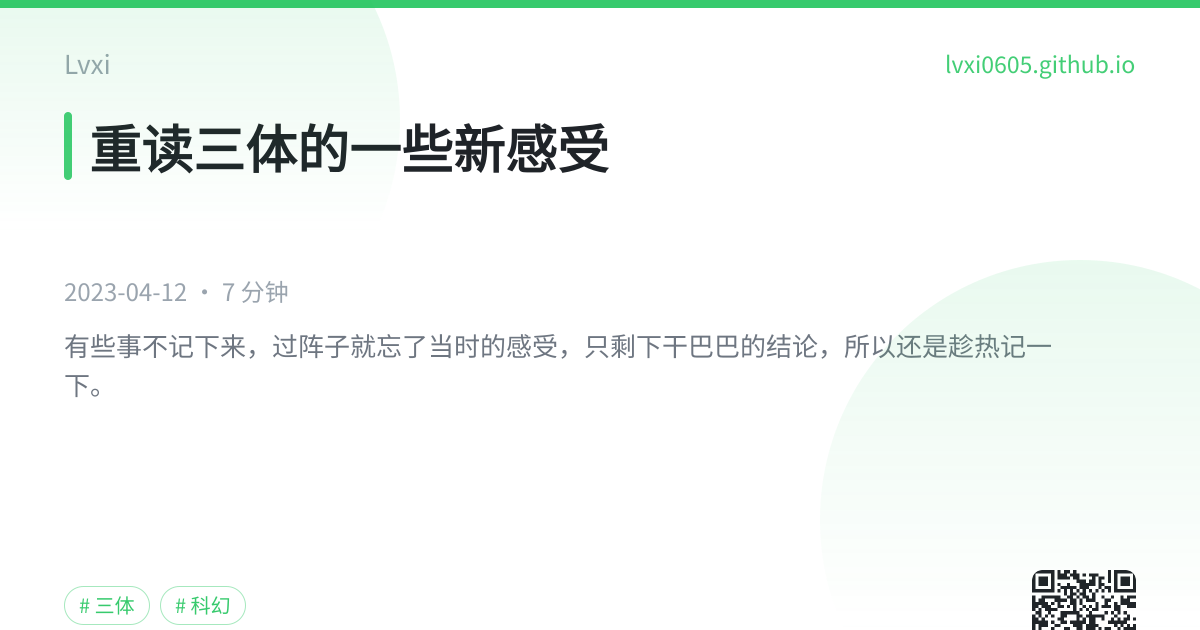 Lvxi
lvxi0605.github.io
重读三体的一些新感受
2023-04-12 · 7 分钟
有些事不记下来，过阵子就忘了当时的感受，只剩下干巴巴的结论，所以还是趁热记一
下。
# 三体
# 科幻